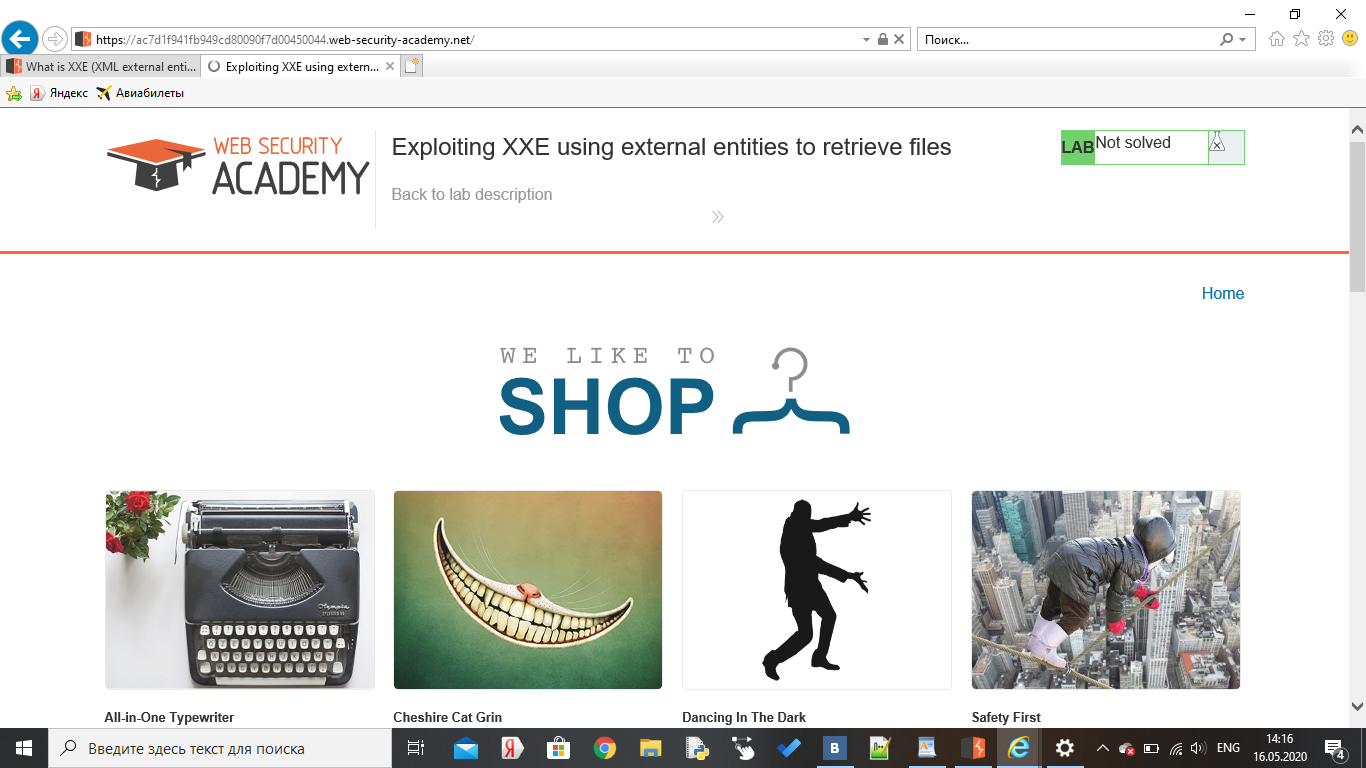 https://ac7d1f941fb949cd80090f7d00450044.web-security-academy.net/
Поиск...
What is XXE (XML external enti...
Exploiting XXE using extern...
Яндекс
Авиабилеты
WEB SECURITY
ACADEMY
Exploiting XXE using external entities to retrieve files
Back to lab description
LAB
Not solved
Home
WE LIKE TO
SHOP
All-in-One Typewriter
Cheshire Cat Grin
Dancing In The Dark
Safety First
Введите здесь текст для поиска
ENG
14:16
16.05.2020
4